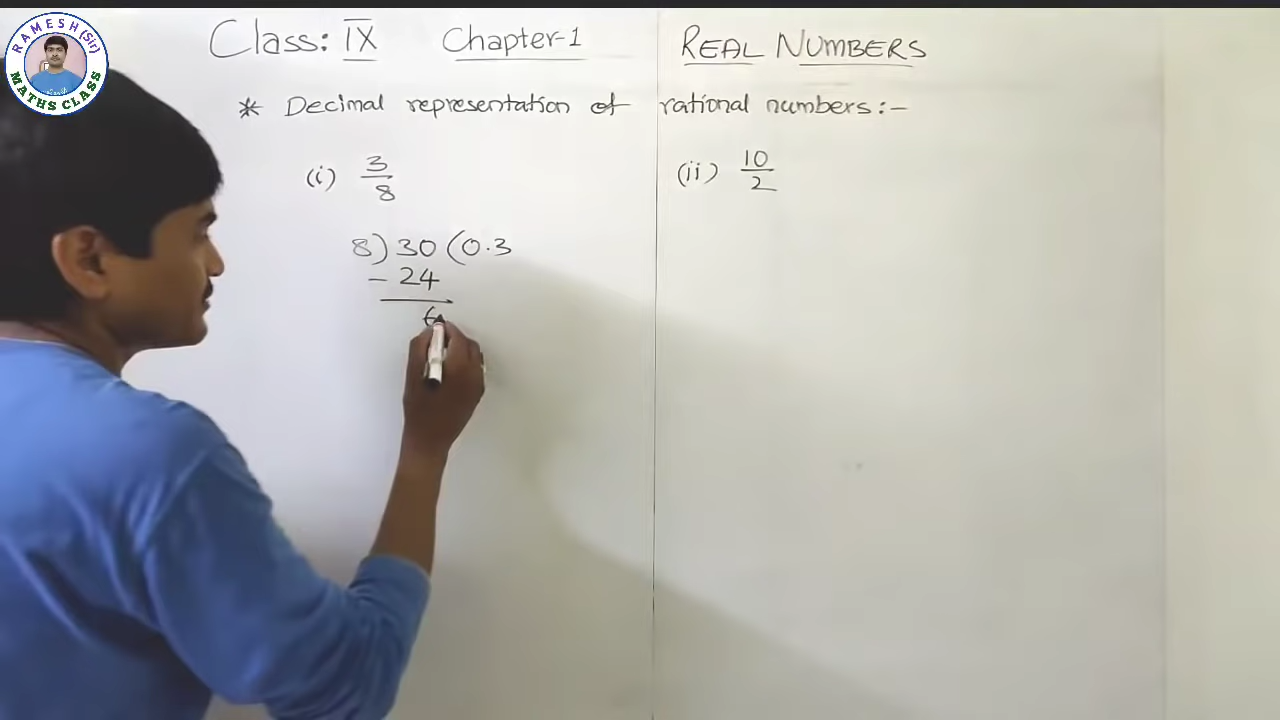 RAMESH (Sir)
MATHS CLASS
Class: IX Chapter-1 REAL NUMBERS
* Decimal representation of rational numbers:-
(i) 3/8 (ii) 10/2
8) 30 (0.3
- 24
6